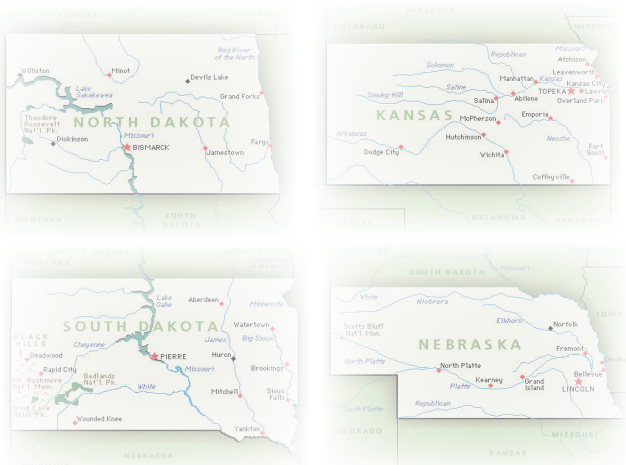 CANADA
Red River
of the North
Williston
Minot
Devils Lake
Lake
Sakakawea
Grand Forks
Theodore
Roosevelt
Nat'l. Pk.
NORTH DAKOTA
Dickinson
Missouri
BISMARCK
Jamestown
Fargo
MONTANA
SOUTH
DAKOTA
COLORADO
NEBRASKA
Missouri
Republican
Solomon
Atchison
Leavenworth
Manhattan
Kansas
Kansas City
Saline
TOPEKA
Smoky Hill
Salina
Abilene
Overland Park
KANSAS
McPherson
Emporia
Arkansas
Hutchinson
Neosho
Dodge City
Wichita
Fort
Scott
Coffeyville
OKLAHOMA
MONTANA
Lake
Oahe
Aberdeen
Minnesota
SOUTH DAKOTA
Watertown
BLACK
HILLS
Cheyenne
James
Big Sioux
Deadwood
PIERRE
Huron
Rapid City
Badlands
Nat'l. Pk.
Missouri
Brookings
Mt. Rushmore
Nat'l. Mem.
White
Mitchell
Sioux
Falls
Wind Cave
Nat'l. Pk.
Wounded Knee
Yankton
NEBRASKA
SOUTH DAKOTA
Missouri
White
Niobrara
IOWA
Scotts Bluff
Nat'l. Mon.
Elkhorn
Norfolk
NEBRASKA
Fremont
North Platte
North Platte
Bellevue
Kearney
Grand
Island
Platte
LINCOLN
South Platte
Republican
COLORADO
MISSOURI
KANSAS